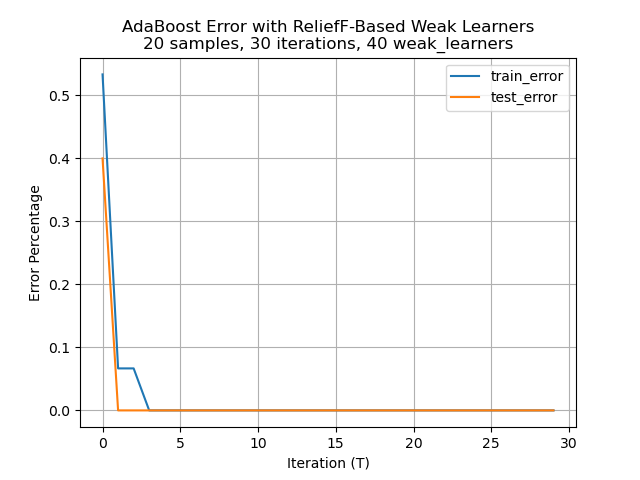 AdaBoost Error with ReliefF-Based Weak Learners
20 samples, 30 iterations, 40 weak_learners
train_error
test_error
Error Percentage
0.5
0.4
0.3
0.2
0.1
0.0
0 5 10 15 20 25 30
Iteration (T)